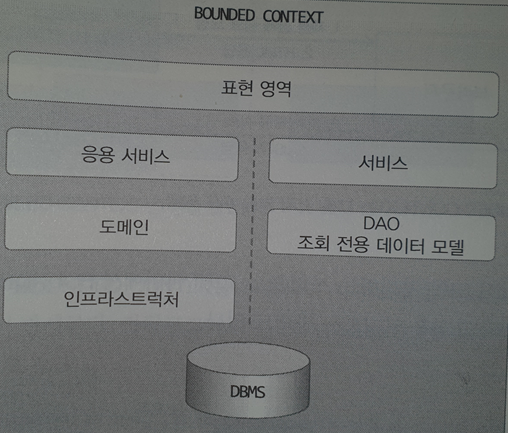 BOUNDED CONTEXT
표현 영역
응용 서비스
서비스
도메인
DAO
조회 전용 데이터 모델
인프라스트럭처
DBMS